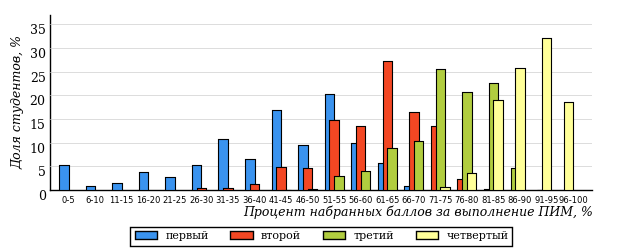 Доля студентов, %
35
30
25
20
15
10
5
0
0-5 6-10 11-15 16-20 21-25 26-30 31-35 36-40 41-45 46-50 51-55 56-60 61-65 66-70 71-75 76-80 81-85 86-90 91-95 96-100
Процент набранных баллов за выполнение ПИМ, %
первый второй третий четвертый